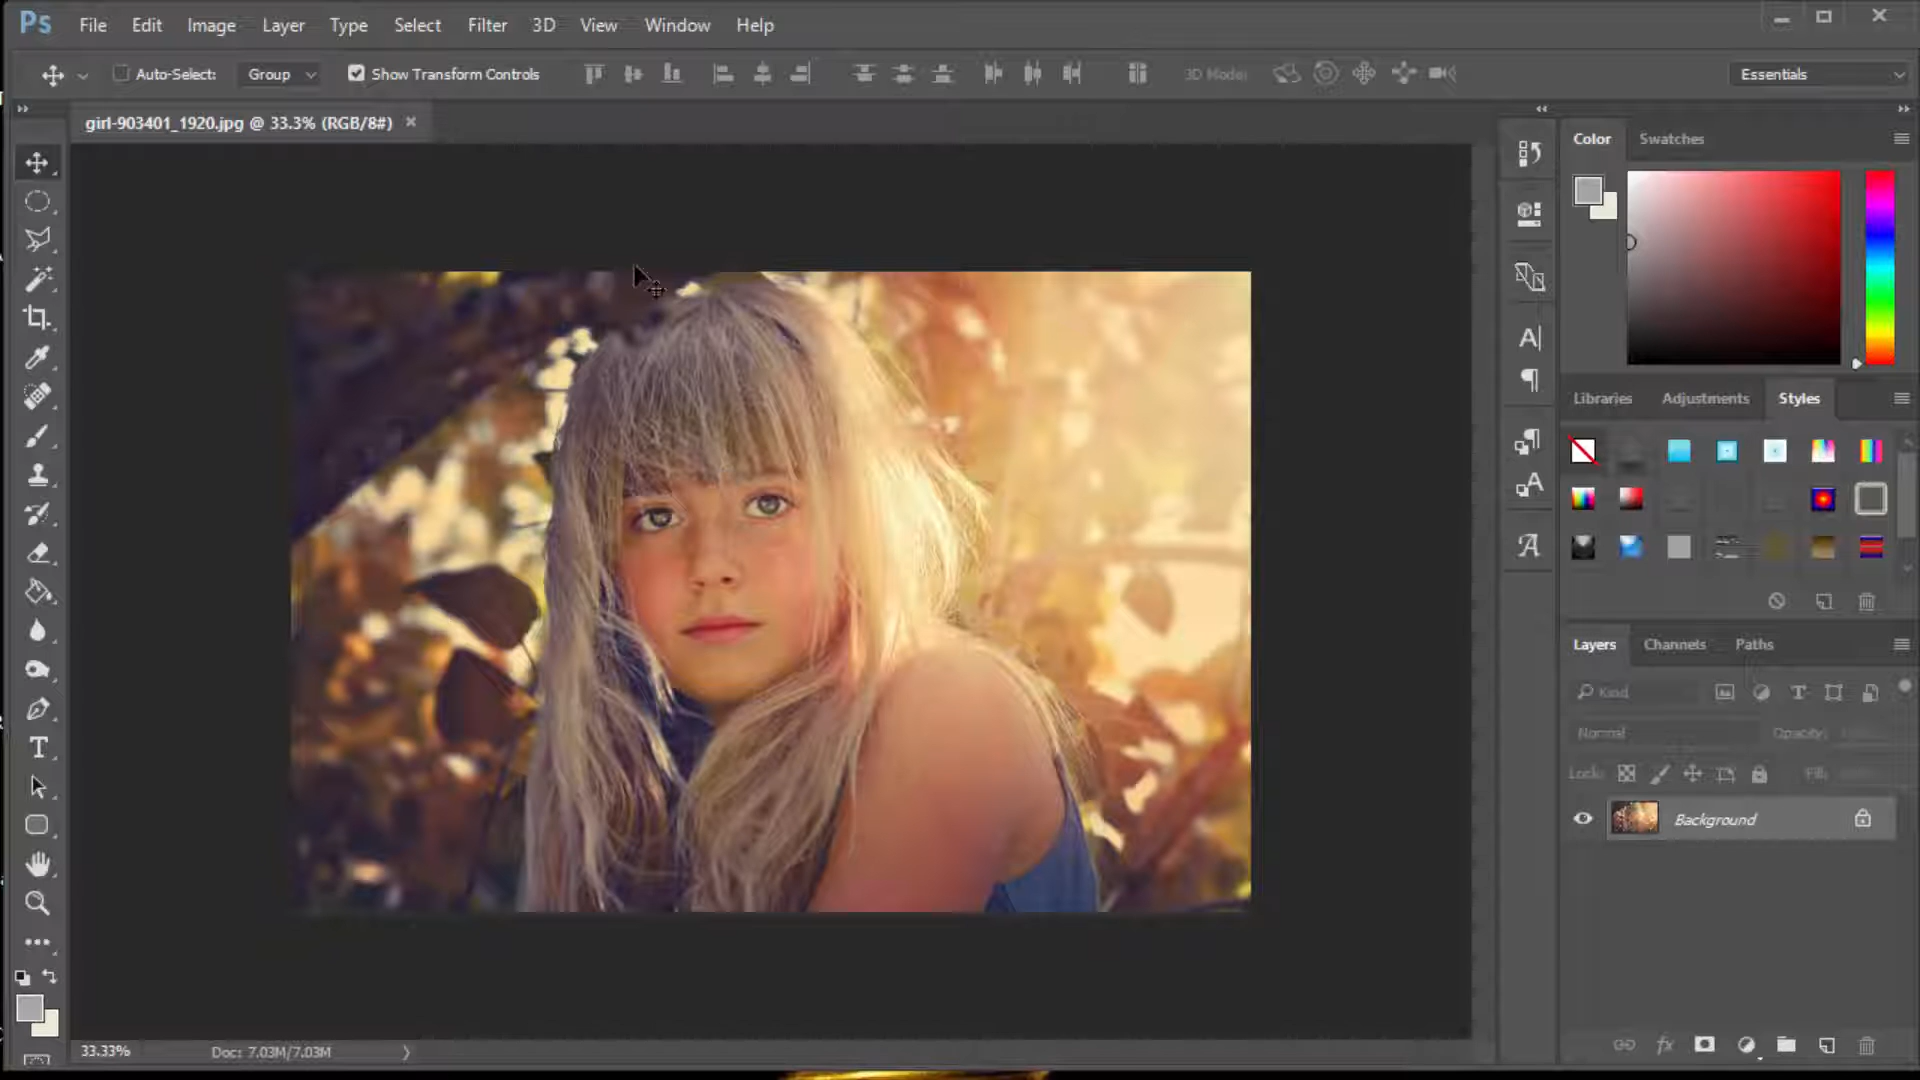 Ps File Edit Image Layer Type Select Filter 3D View Window Help
Auto-Select: Group Show Transform Controls 3D Mode: Essentials
girl-903401_1920.jpg @ 33.3% (RGB/8#) ×
Color Swatches
Libraries Adjustments Styles
Layers Channels Paths
Kind
Normal Opacity:
Lock: Fill:
Background
fx
33.33% Doc: 7.03M/7.03M